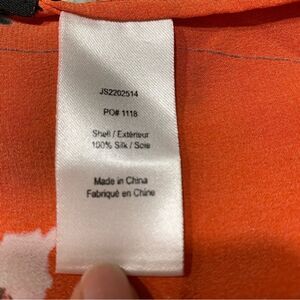 JS2202514
PO# 1118
Shell / Extérieur
100% Silk / Soie
Made in China
Fabriqué en Chine